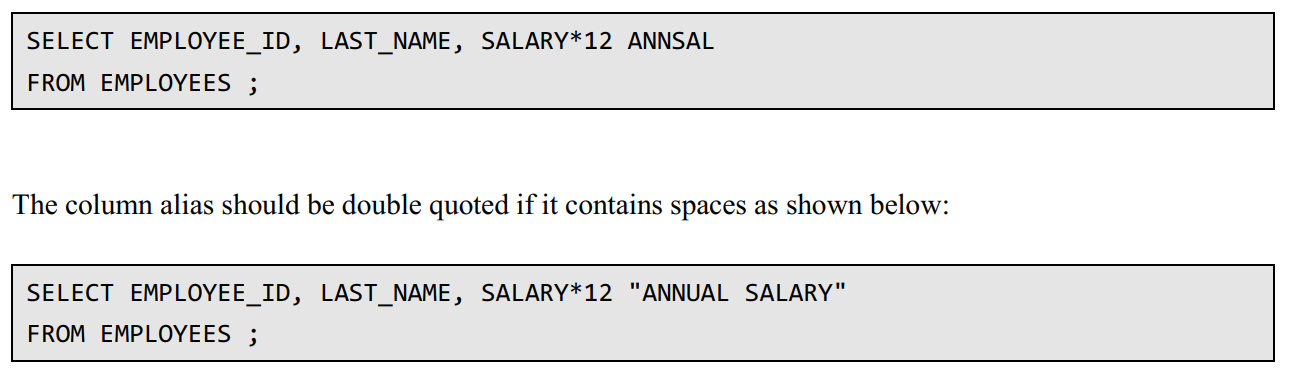 SELECT EMPLOYEE_ID, LAST_NAME, SALARY*12 ANNSAL
FROM EMPLOYEES ;
The column alias should be double quoted if it contains spaces as shown below:
SELECT EMPLOYEE_ID, LAST_NAME, SALARY*12 "ANNUAL SALARY"
FROM EMPLOYEES ;